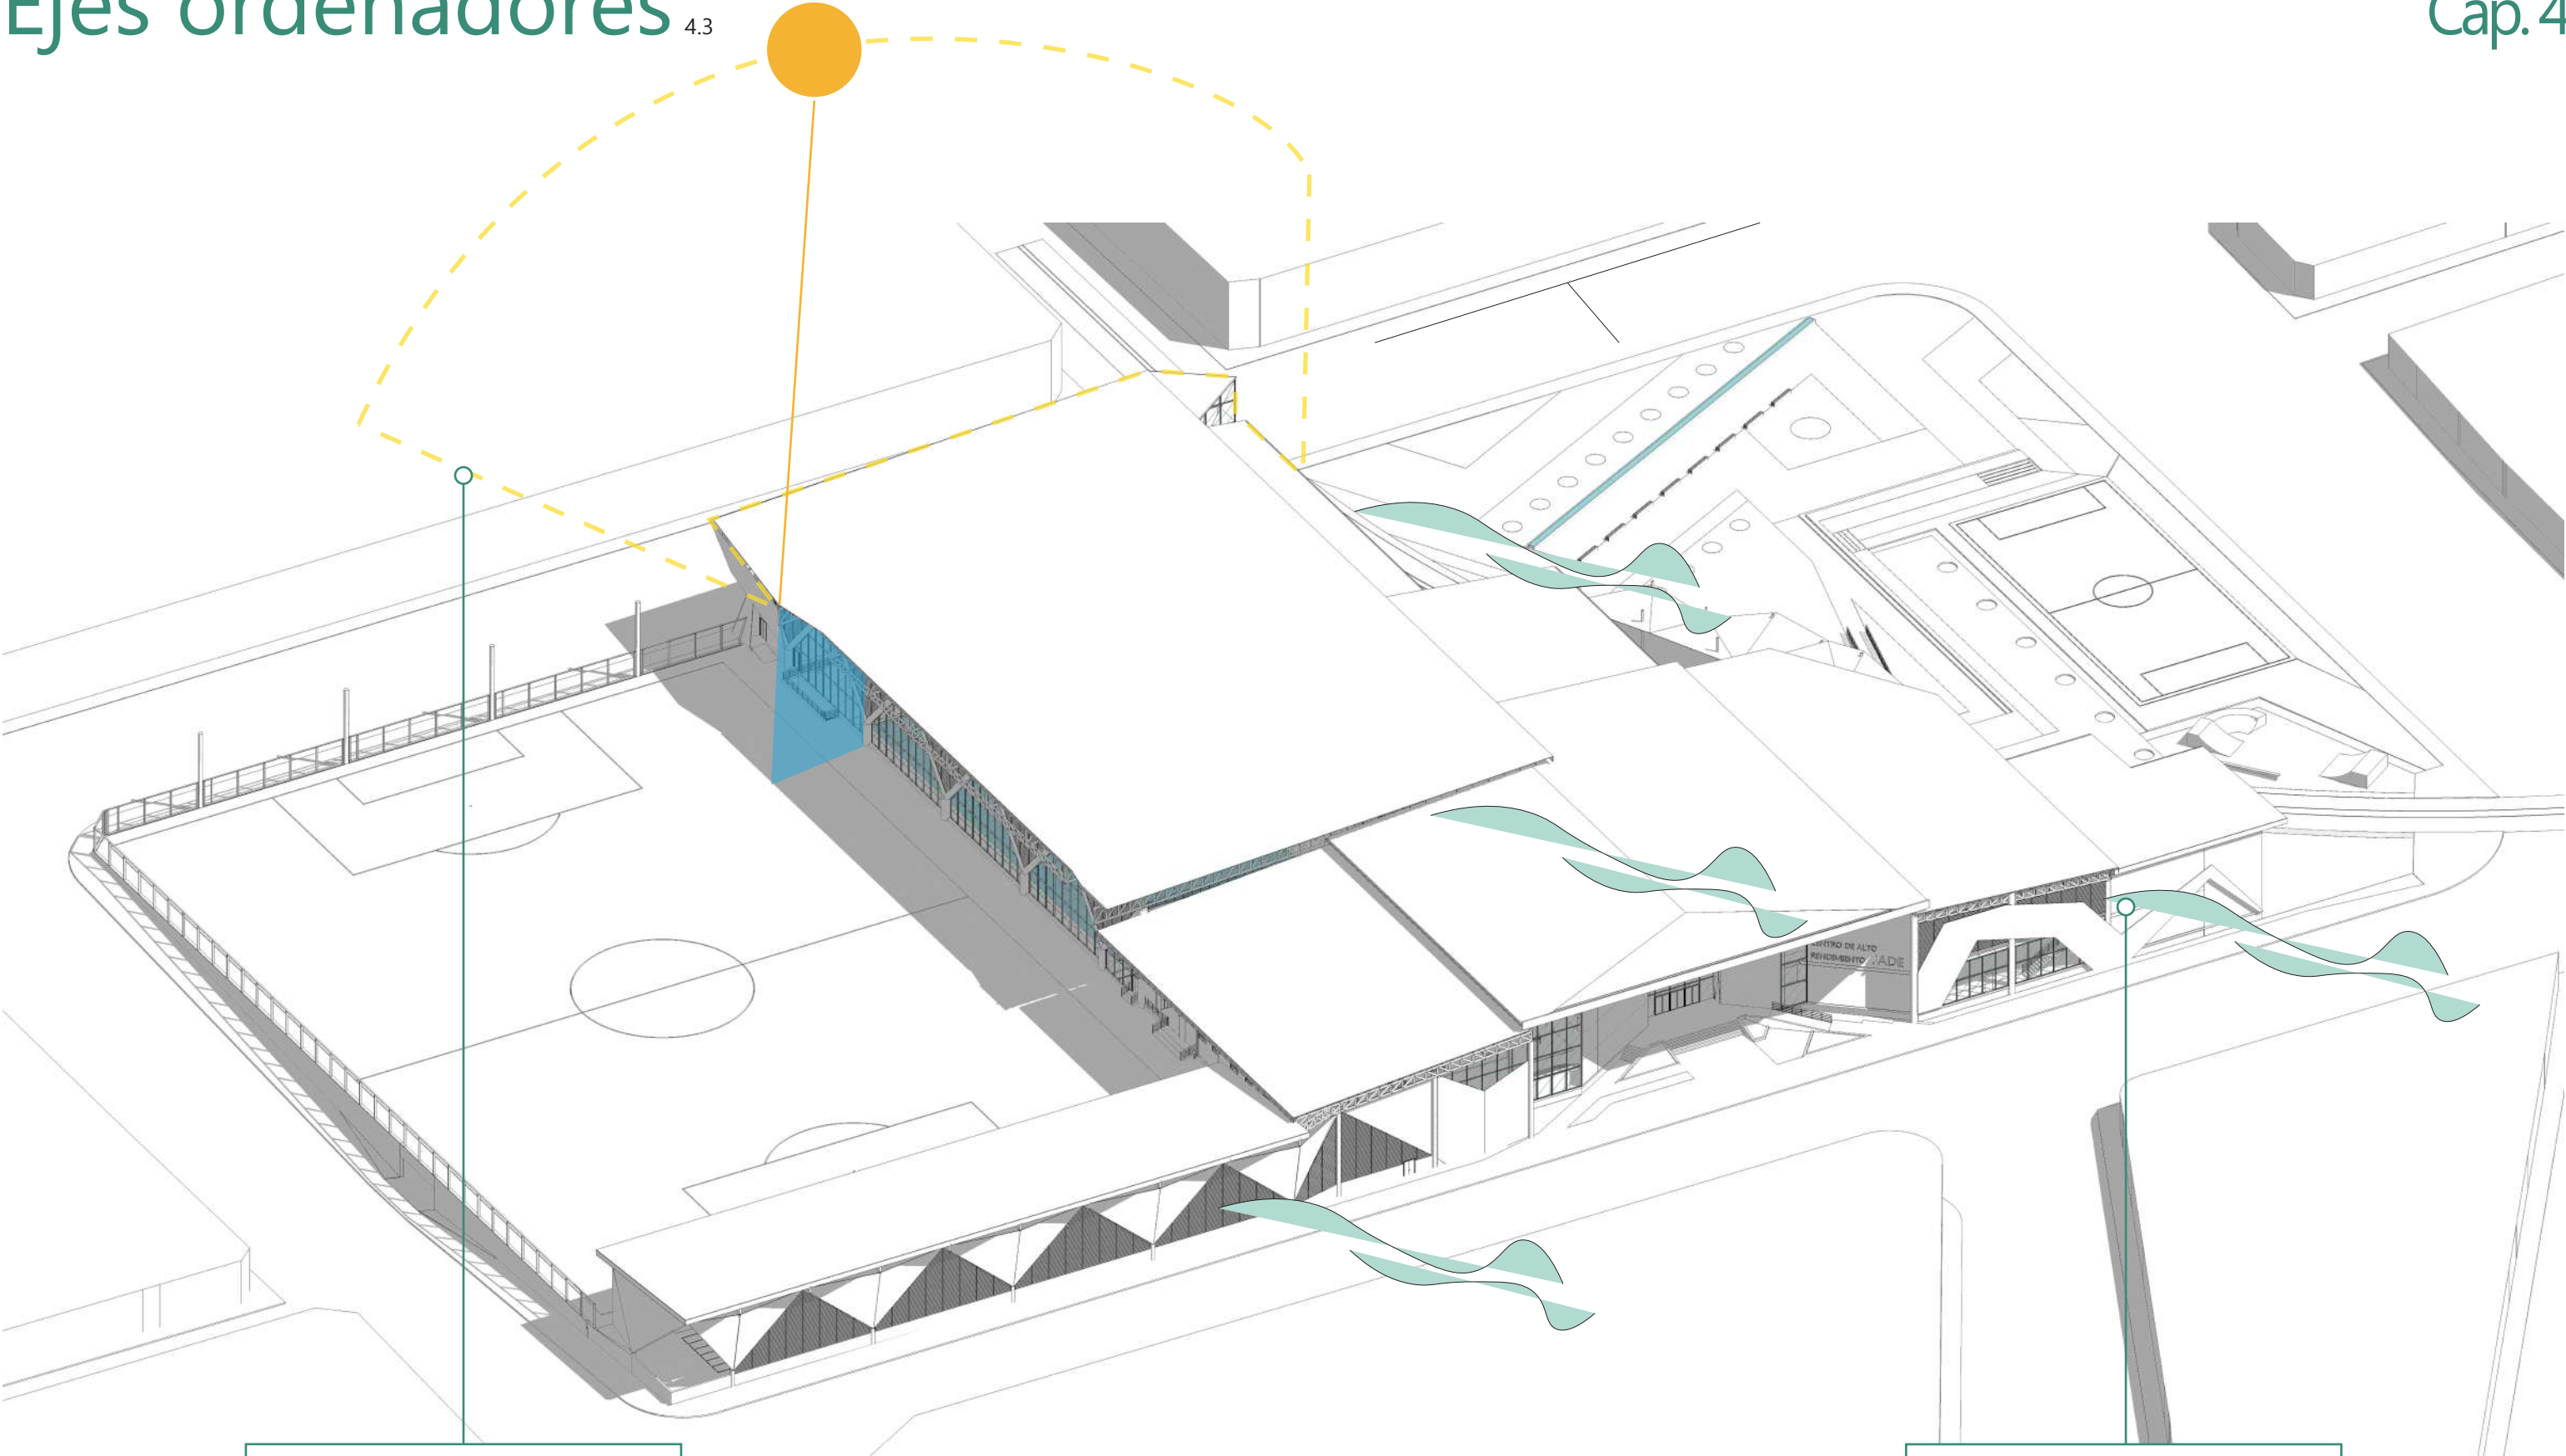 Ejes ordenadores 4.3
Cap. 4
CENTRO DE ALTO
RENDIMIENTO